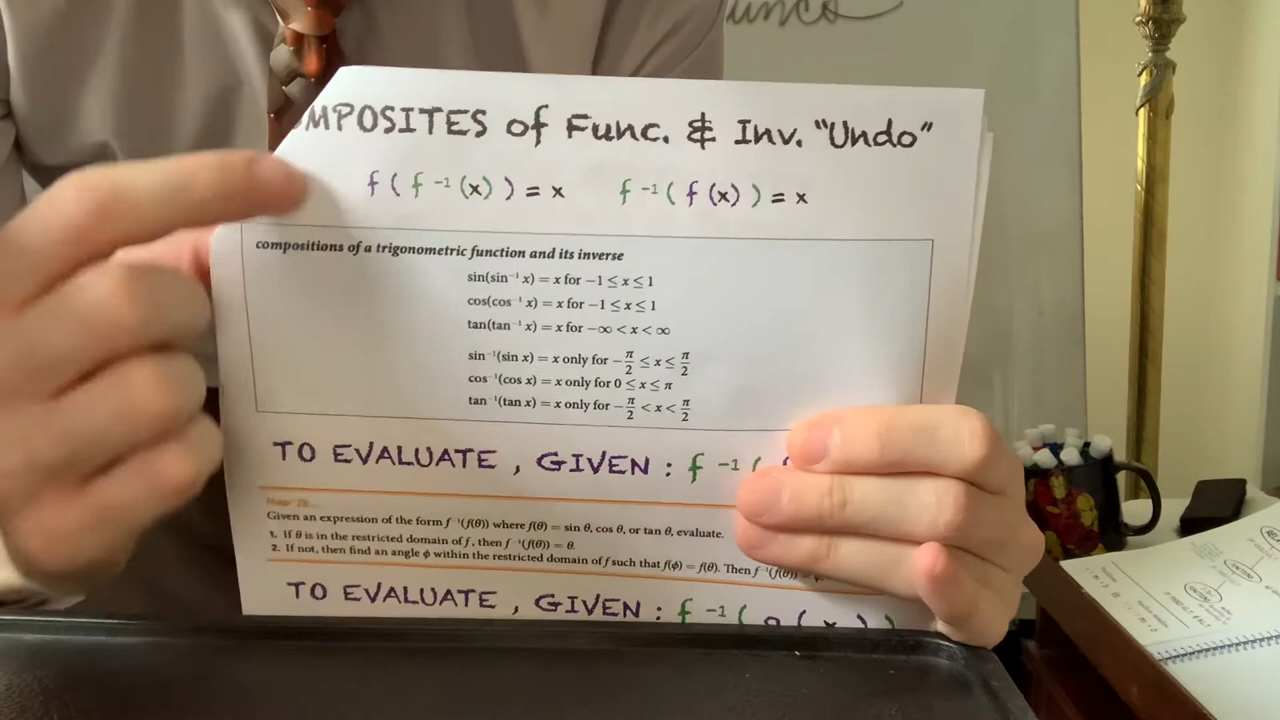 MPOSITES of Func. & Inv. "Undo"
f ( f -1 (x) ) = x f -1 ( f (x) ) = x
compositions of a trigonometric function and its inverse
sin(sin⁻¹ x) = x for −1 ≤ x ≤ 1
cos(cos⁻¹ x) = x for −1 ≤ x ≤ 1
tan(tan⁻¹ x) = x for −∞ < x < ∞
sin⁻¹(sin x) = x only for −π/2 ≤ x ≤ π/2
cos⁻¹(cos x) = x only for 0 ≤ x ≤ π
tan⁻¹(tan x) = x only for −π/2 < x < π/2
TO EVALUATE , GIVEN : f -1 (
Given an expression of the form f⁻¹(f(θ)) where f(θ) = sin θ, cos θ, or tan θ, evaluate.
1. If θ is in the restricted domain of f, then f⁻¹(f(θ)) = θ.
2. If not, then find an angle ϕ within the restricted domain of f such that f(ϕ) = f(θ). Then f⁻¹(f(θ)) =
TO EVALUATE , GIVEN : f -1 ( g ( x ) )